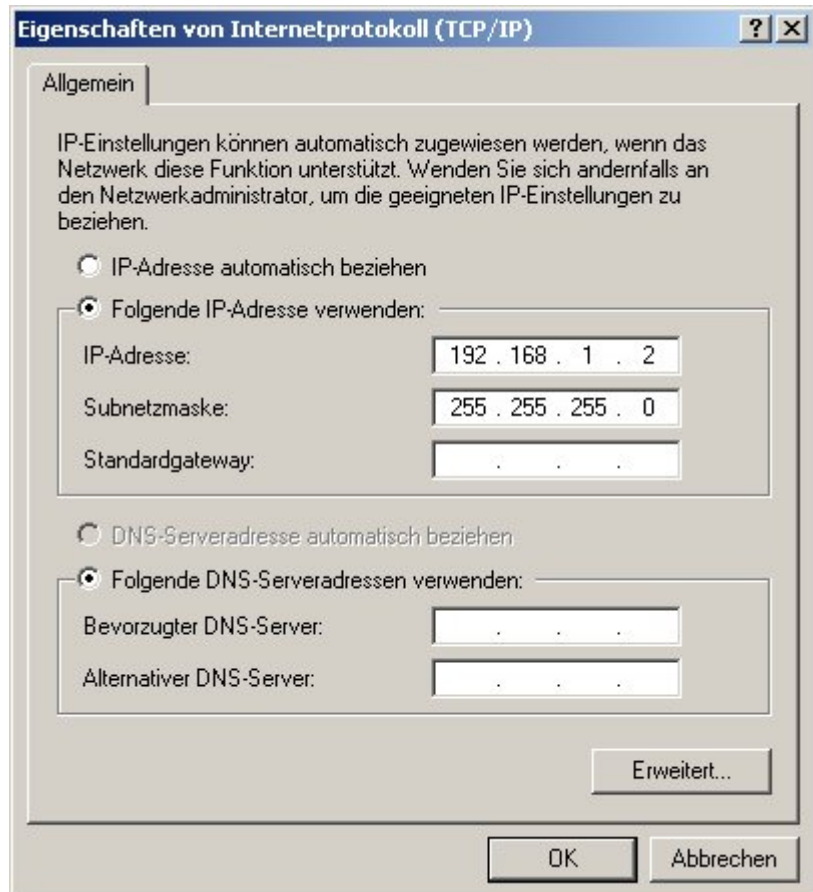 Eigenschaften von Internetprotokoll (TCP/IP)
Allgemein
IP-Einstellungen können automatisch zugewiesen werden, wenn das
Netzwerk diese Funktion unterstützt. Wenden Sie sich andernfalls an
den Netzwerkadministrator, um die geeigneten IP-Einstellungen zu
beziehen.
IP-Adresse automatisch beziehen
Folgende IP-Adresse verwenden:
IP-Adresse: 192 . 168 . 1 . 2
Subnetzmaske: 255 . 255 . 255 . 0
Standardgateway: . . .
DNS-Serveradresse automatisch beziehen
Folgende DNS-Serveradressen verwenden:
Bevorzugter DNS-Server: . . .
Alternativer DNS-Server: . . .
Erweitert...
OK Abbrechen